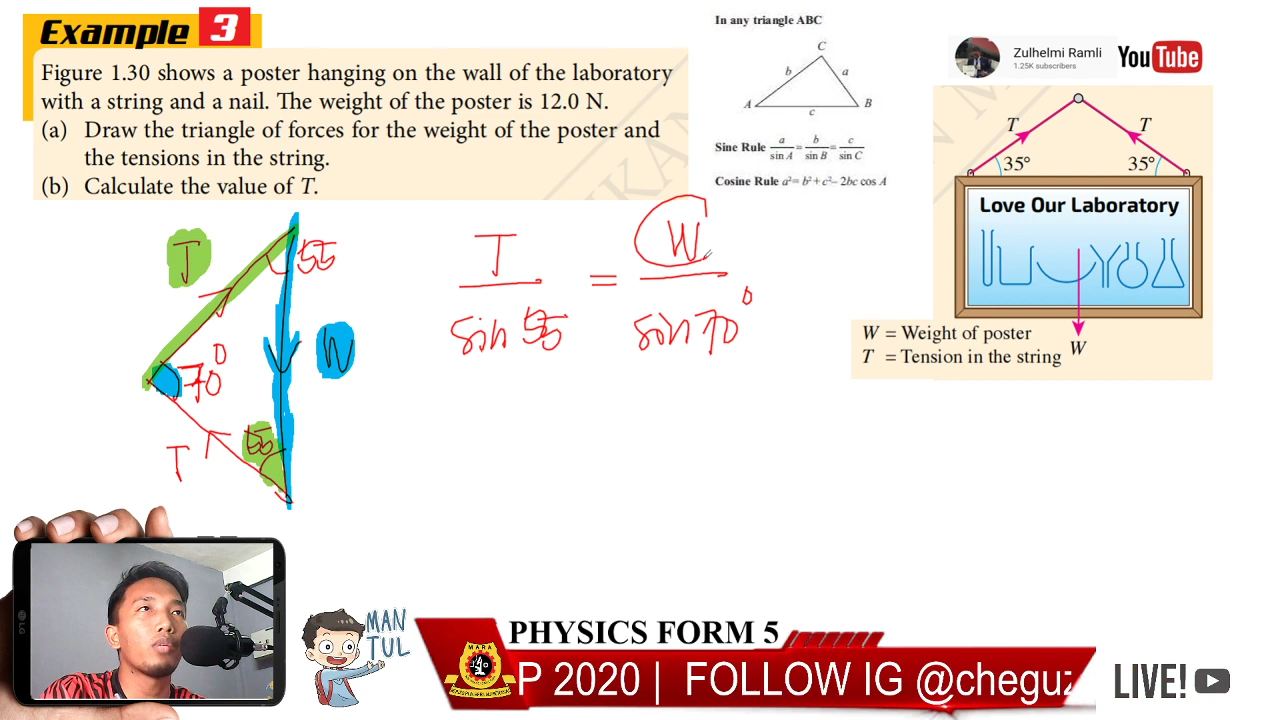 Example 3
Figure 1.30 shows a poster hanging on the wall of the laboratory
with a string and a nail. The weight of the poster is 12.0 N.
(a) Draw the triangle of forces for the weight of the poster and
the tensions in the string.
(b) Calculate the value of T.
In any triangle ABC
C
b a
A B
c
Sine Rule a/sin A = b/sin B = c/sin C
Cosine Rule a² = b² + c² – 2bc cos A
Zulhelmi Ramli
1.25K subscribers
YouTube
T T
35° 35°
Love Our Laboratory
W = Weight of poster
T = Tension in the string
W
T
55
W
70°
T
55
T/sin 55 = W/sin 70°
LG
MAN
TUL
PHYSICS FORM 5
MARA
P 2020 | FOLLOW IG @cheguz
LIVE!